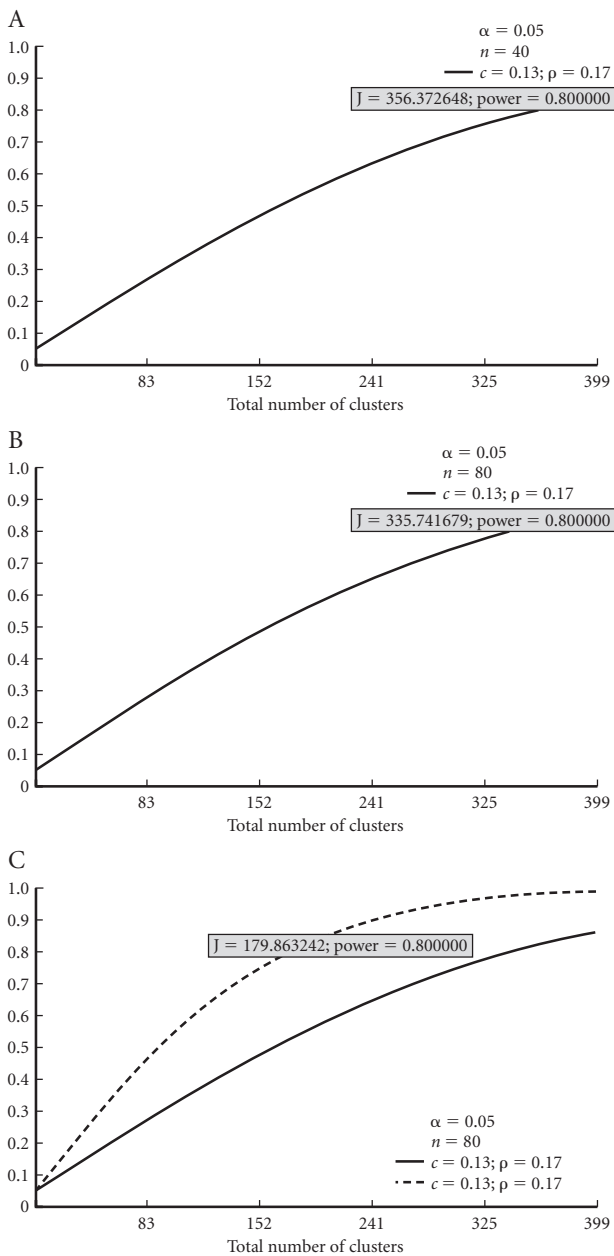 A
α = 0.05
n = 40
c = 0.13; ρ = 0.17
J = 356.372648; power = 0.800000
1.0
0.9
0.8
0.7
0.6
0.5
0.4
0.3
0.2
0.1
0
83 152 241 325 399
Total number of clusters
B
α = 0.05
n = 80
c = 0.13; ρ = 0.17
J = 335.741679; power = 0.800000
1.0
0.9
0.8
0.7
0.6
0.5
0.4
0.3
0.2
0.1
0
83 152 241 325 399
Total number of clusters
C
1.0
0.9
0.8
0.7
0.6
0.5
0.4
0.3
0.2
0.1
0
J = 179.863242; power = 0.800000
α = 0.05
n = 80
c = 0.13; ρ = 0.17
c = 0.13; ρ = 0.17
83 152 241 325 399
Total number of clusters